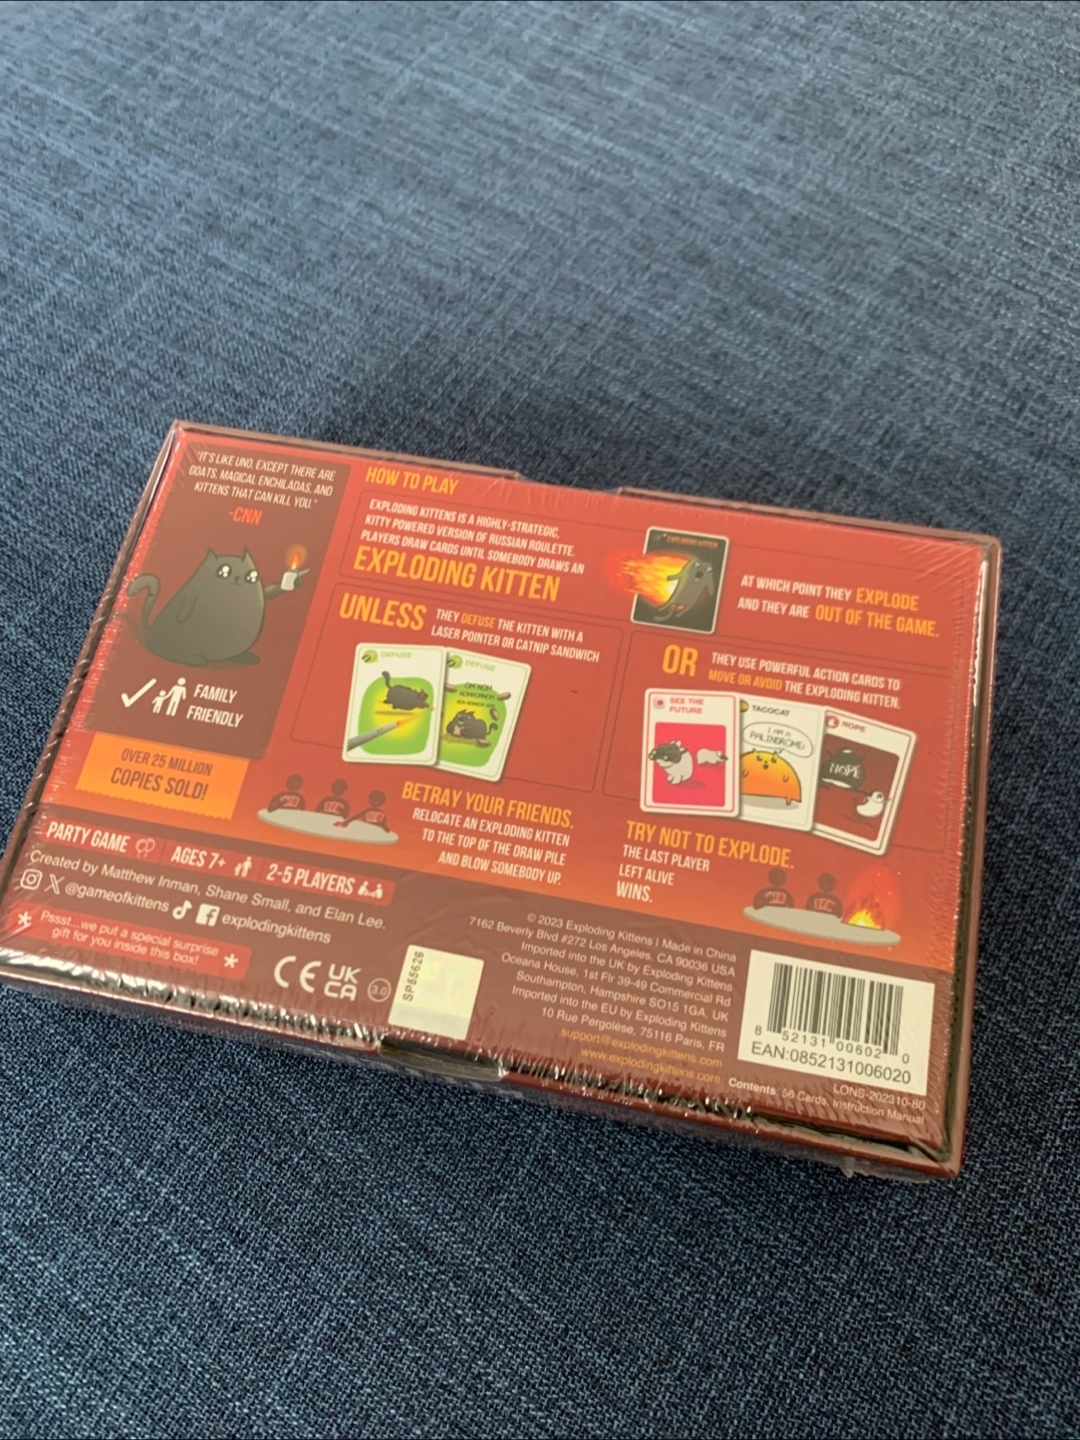 "IT'S LIKE UNO, EXCEPT THERE ARE
GOATS, MAGICAL ENCHILADAS, AND
KITTENS THAT CAN KILL YOU."
-CNN
FAMILY
FRIENDLY
OVER 25 MILLION
COPIES SOLD!
HOW TO PLAY
EXPLODING KITTENS IS A HIGHLY-STRATEGIC,
KITTY POWERED VERSION OF RUSSIAN ROULETTE.
PLAYERS DRAW CARDS UNTIL SOMEBODY DRAWS AN
EXPLODING KITTEN
EXPLODING KITTEN
AT WHICH POINT THEY EXPLODE
AND THEY ARE OUT OF THE GAME.
UNLESS
THEY DEFUSE THE KITTEN WITH A
LASER POINTER OR CATNIP SANDWICH
DEFUSE
DEFUSE
OM NOM
OR
THEY USE POWERFUL ACTION CARDS TO
MOVE OR AVOID THE EXPLODING KITTEN.
SEE THE
FUTURE
TACOCAT
I AM A
PALINDROME!
NOPE
NOPE
BETRAY YOUR FRIENDS.
RELOCATE AN EXPLODING KITTEN
TO THE TOP OF THE DRAW PILE
AND BLOW SOMEBODY UP.
TRY NOT TO EXPLODE.
THE LAST PLAYER
LEFT ALIVE
WINS.
PARTY GAME
AGES 7+
2-5 PLAYERS
Created by Matthew Inman, Shane Small, and Elan Lee.
@gameofkittens
explodingkittens
Pssst...we put a special surprise
gift for you inside this box!
CE
UK
CA
3.0
SP65626
© 2023 Exploding Kittens | Made in China
7162 Beverly Blvd #272 Los Angeles, CA 90036 USA
Imported into the UK by Exploding Kittens
Oceana House, 1st Flr 39-49 Commercial Rd
Southampton, Hampshire SO15 1GA, UK
Imported into the EU by Exploding Kittens
10 Rue Pergolèse, 75116 Paris, FR
support@explodingkittens.com
www.explodingkittens.com
8 52131 00602 0
EAN:0852131006020
LONS-202310-80
Contents: 56 Cards, Instruction Manual